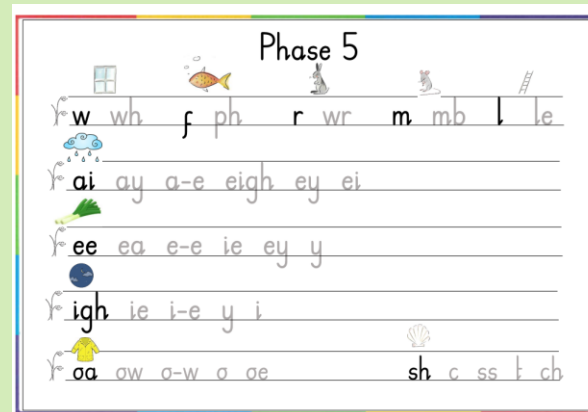 Phase 5
w wh f ph r wr m mb l le
ai ay a-e eigh ey ei
ee ea e-e ie ey y
igh ie i-e y i
oa ow o-w o oe sh c ss t ch